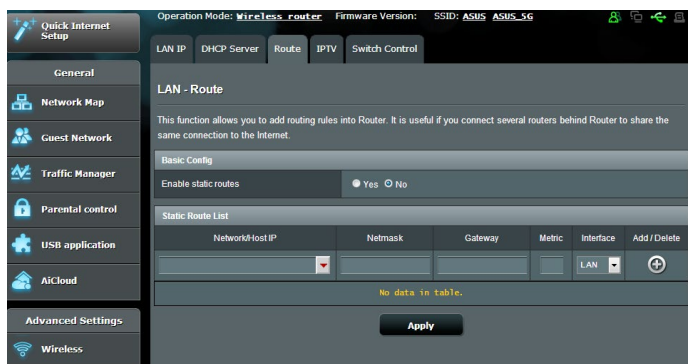 Quick Internet
Setup
Operation Mode: Wireless router Firmware Version: SSID: ASUS ASUS_5G
LAN IP DHCP Server Route IPTV Switch Control
General
Network Map
Guest Network
Traffic Manager
Parental control
USB application
AiCloud
Advanced Settings
Wireless
LAN - Route
This function allows you to add routing rules into Router. It is useful if you connect several routers behind Router to share the
same connection to the Internet.
Basic Config
Enable static routes Yes No
Static Route List
Network/Host IP Netmask Gateway Metric Interface Add / Delete
LAN
No data in table.
Apply